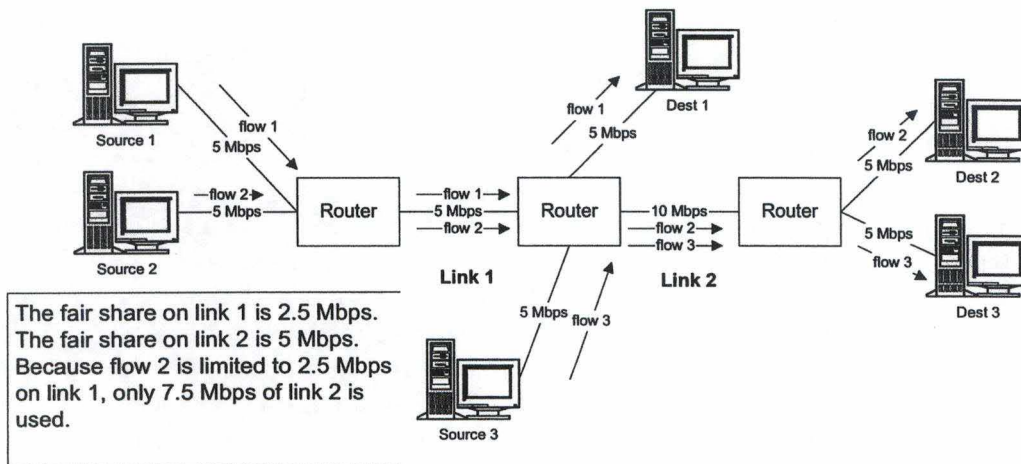 flow 1
5 Mbps
Source 1
flow 2
5 Mbps
Source 2
Router
flow 1
5 Mbps
flow 2
Link 1
Router
flow 1
5 Mbps
Dest 1
5 Mbps
flow 3
Source 3
10 Mbps
flow 2
flow 3
Link 2
Router
flow 2
5 Mbps
Dest 2
5 Mbps
flow 3
Dest 3
The fair share on link 1 is 2.5 Mbps.
The fair share on link 2 is 5 Mbps.
Because flow 2 is limited to 2.5 Mbps
on link 1, only 7.5 Mbps of link 2 is
used.